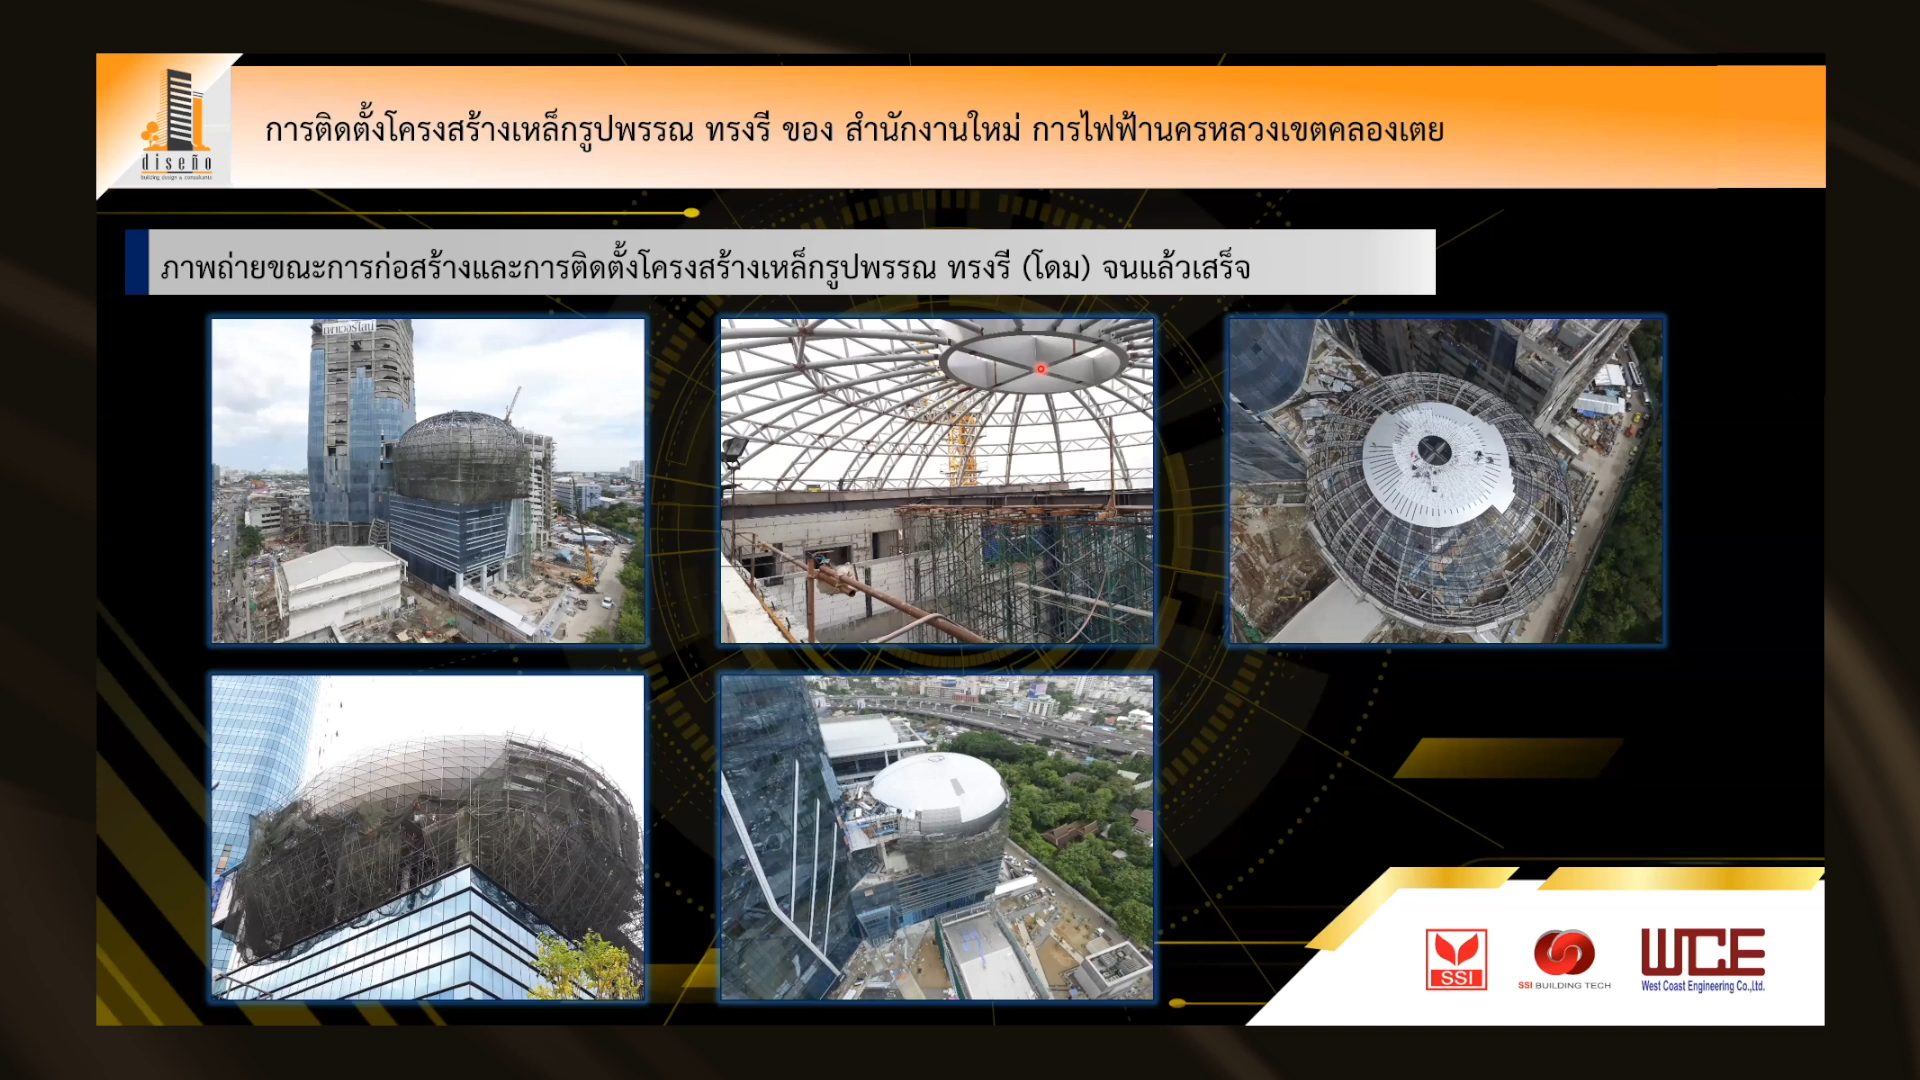 การติดตั้งโครงสร้างเหล็กรูปพรรณ ทรงรี ของ สำนักงานใหม่ การไฟฟ้านครหลวงเขตคลองเตย
diseño
building design & consultants
ภาพถ่ายขณะการก่อสร้างและการติดตั้งโครงสร้างเหล็กรูปพรรณ ทรงรี (โดม) จนแล้วเสร็จ
SSI
SSI BUILDING TECH
WCE
West Coast Engineering Co.,Ltd.